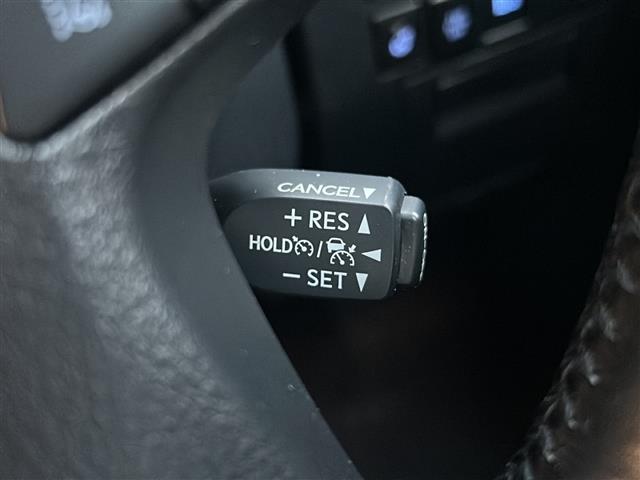 CANCEL▼
+ RES ▲
HOLD / ◀
− SET ▼